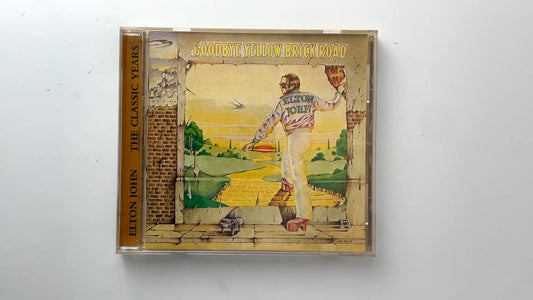 GOODBYE YELLOW BRICK ROAD
ELTON JOHN THE CLASSIC YEARS
ELTON
JOHN